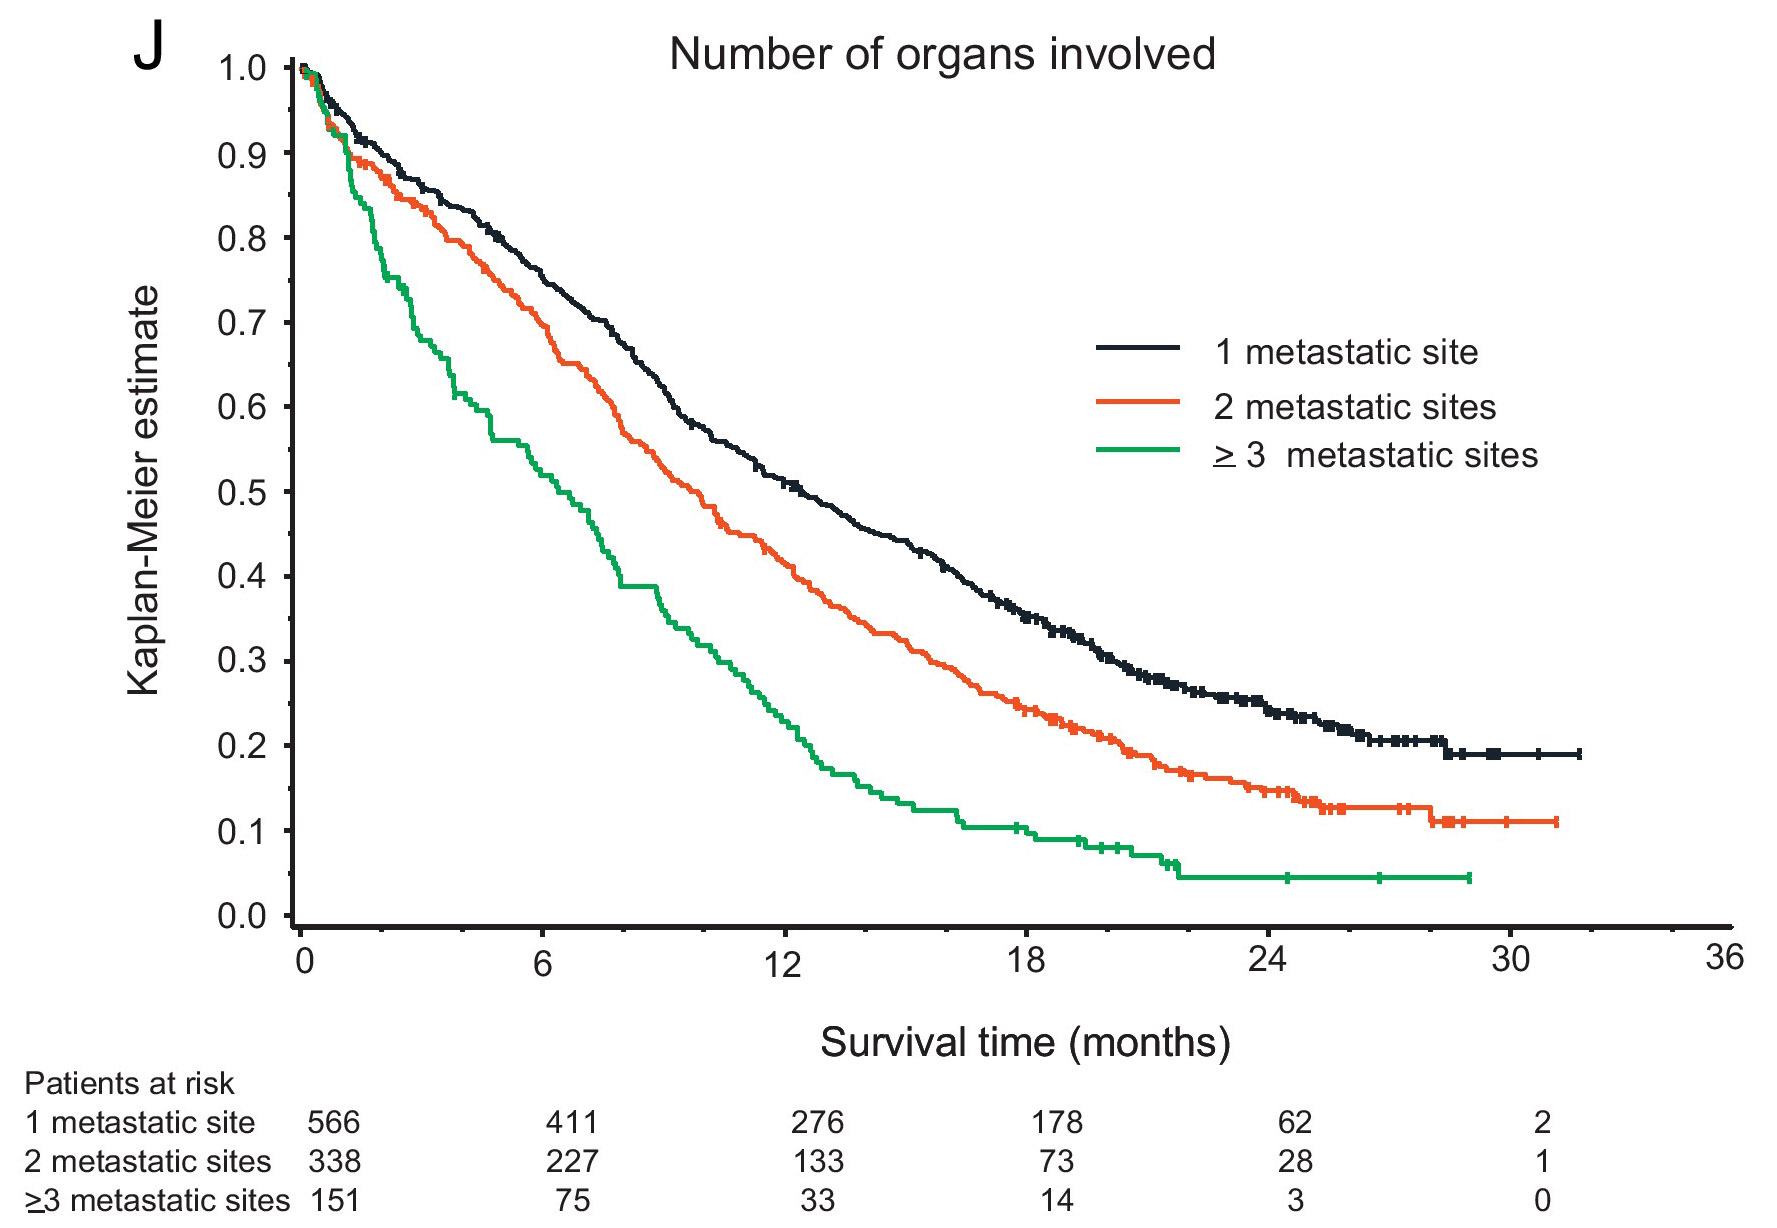 J
Number of organs involved
1.0
0.9
0.8
0.7
0.6
0.5
0.4
0.3
0.2
0.1
0.0
Kaplan-Meier estimate
1 metastatic site
2 metastatic sites
≥ 3 metastatic sites
0 6 12 18 24 30 36
Survival time (months)
Patients at risk
1 metastatic site 566 411 276 178 62 2
2 metastatic sites 338 227 133 73 28 1
≥3 metastatic sites 151 75 33 14 3 0